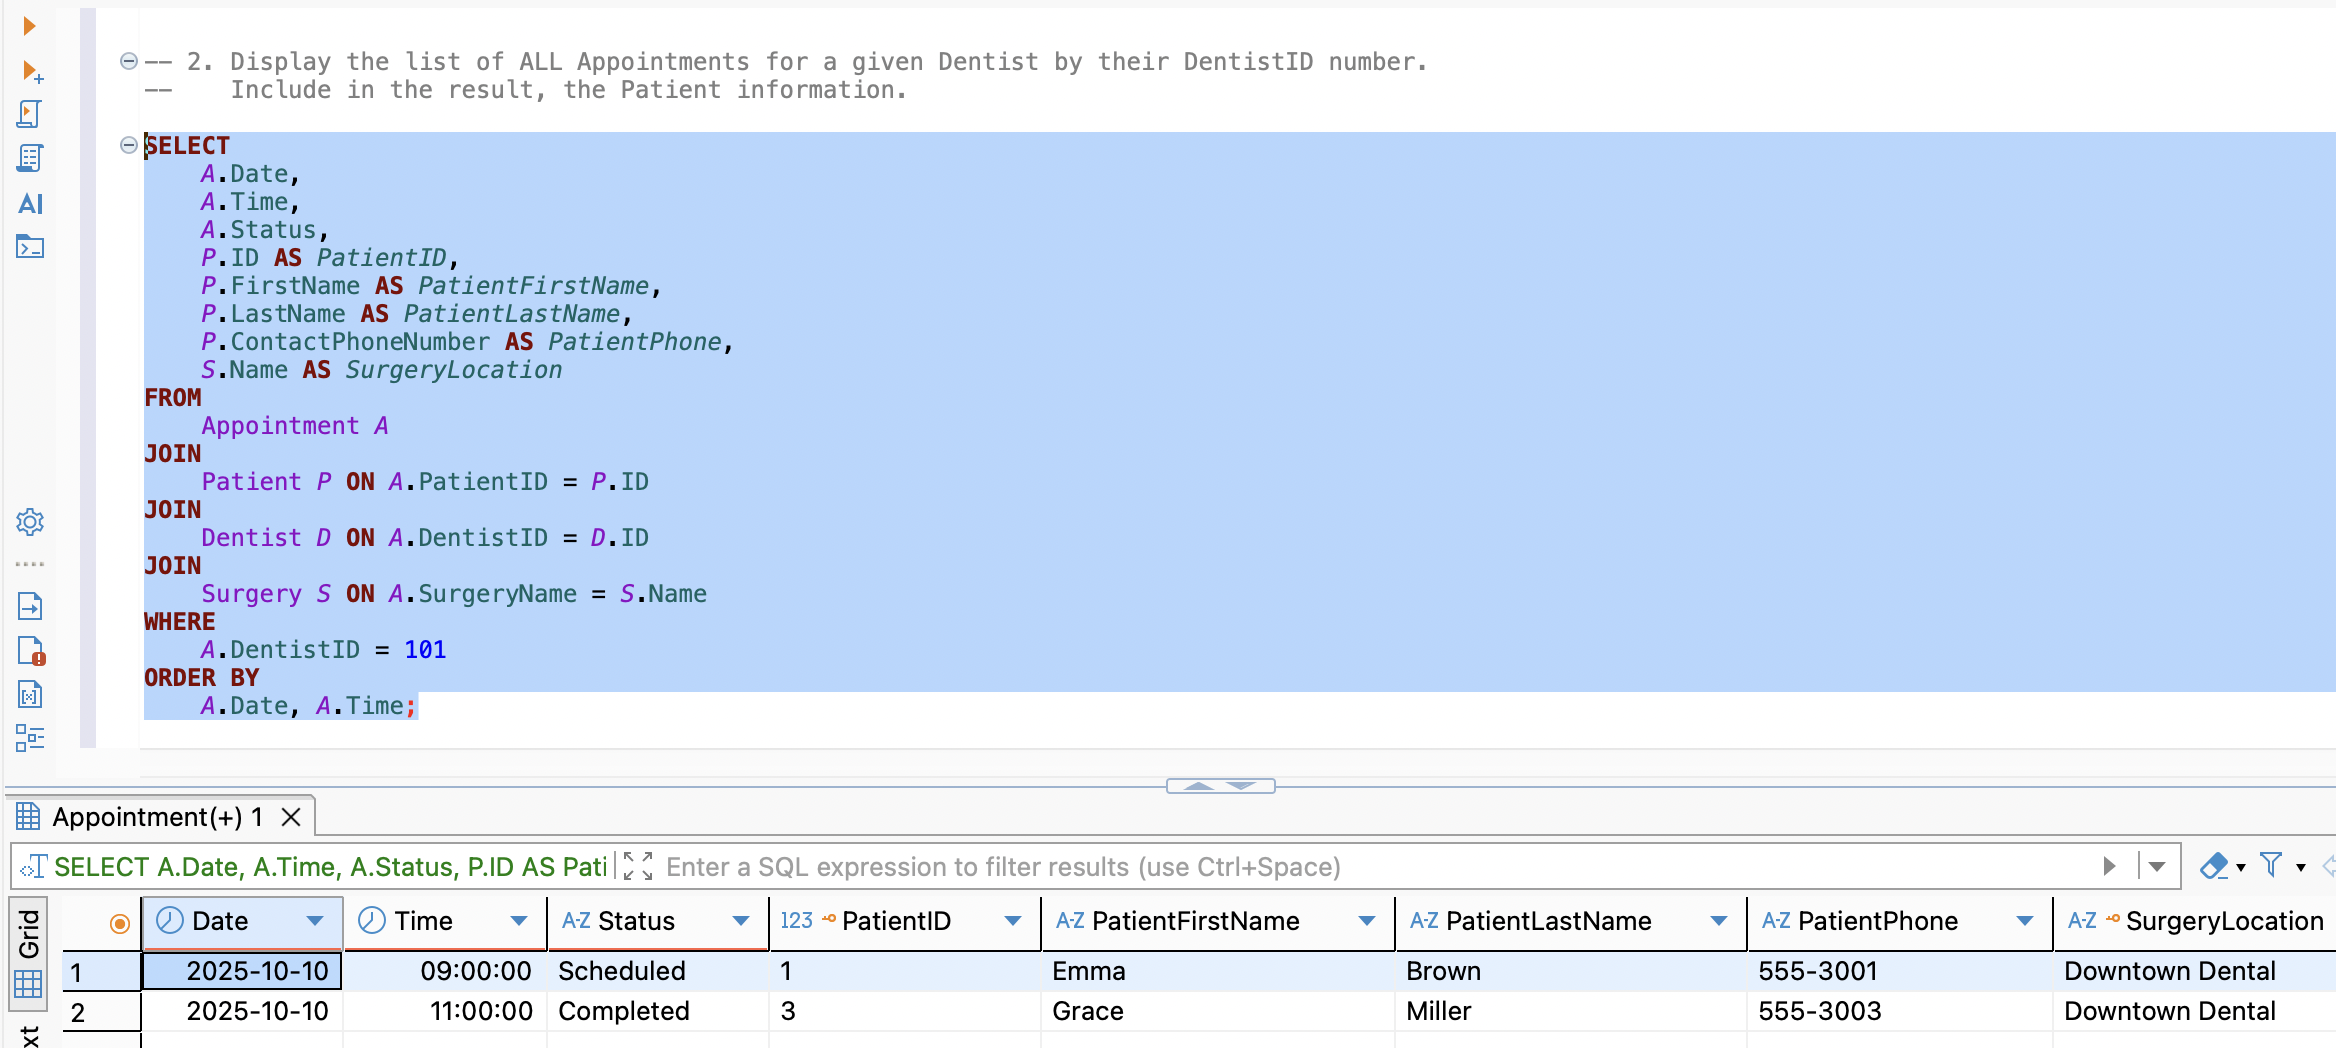 -- 2. Display the list of ALL Appointments for a given Dentist by their DentistID number.
--    Include in the result, the Patient information.
SELECT
    A.Date,
    A.Time,
    A.Status,
    P.ID AS PatientID,
    P.FirstName AS PatientFirstName,
    P.LastName AS PatientLastName,
    P.ContactPhoneNumber AS PatientPhone,
    S.Name AS SurgeryLocation
FROM
    Appointment A
JOIN
    Patient P ON A.PatientID = P.ID
JOIN
    Dentist D ON A.DentistID = D.ID
JOIN
    Surgery S ON A.SurgeryName = S.Name
WHERE
    A.DentistID = 101
ORDER BY
    A.Date, A.Time;
AI
Appointment(+) 1
SELECT A.Date, A.Time, A.Status, P.ID AS Pati Enter a SQL expression to filter results (use Ctrl+Space)
Grid
xt
Date Time A-Z Status 123 PatientID A-Z PatientFirstName A-Z PatientLastName A-Z PatientPhone A-Z SurgeryLocation
1 2025-10-10 09:00:00 Scheduled 1 Emma Brown 555-3001 Downtown Dental
2 2025-10-10 11:00:00 Completed 3 Grace Miller 555-3003 Downtown Dental